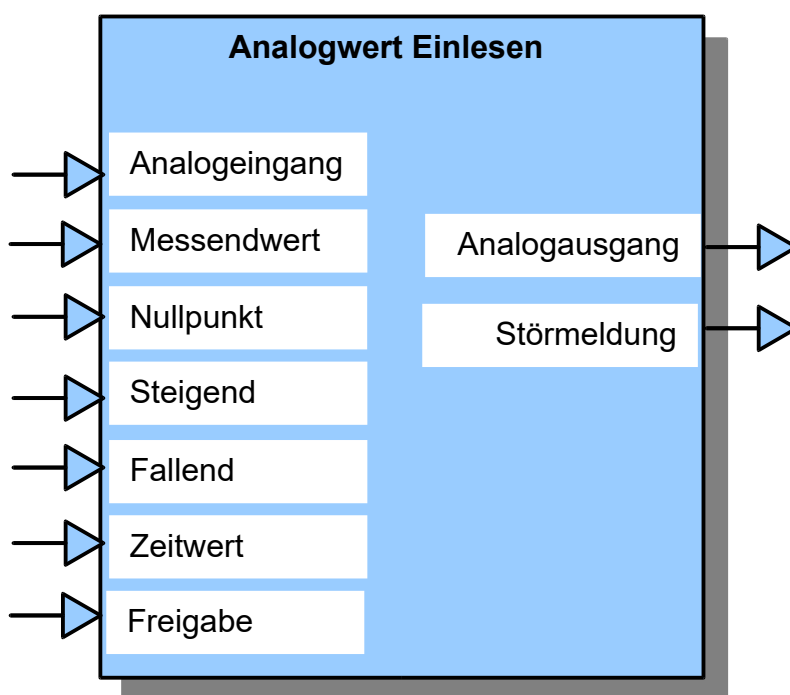 Analogwert Einlesen
Analogeingang
Messendwert
Nullpunkt
Steigend
Fallend
Zeitwert
Freigabe
Analogausgang
Störmeldung